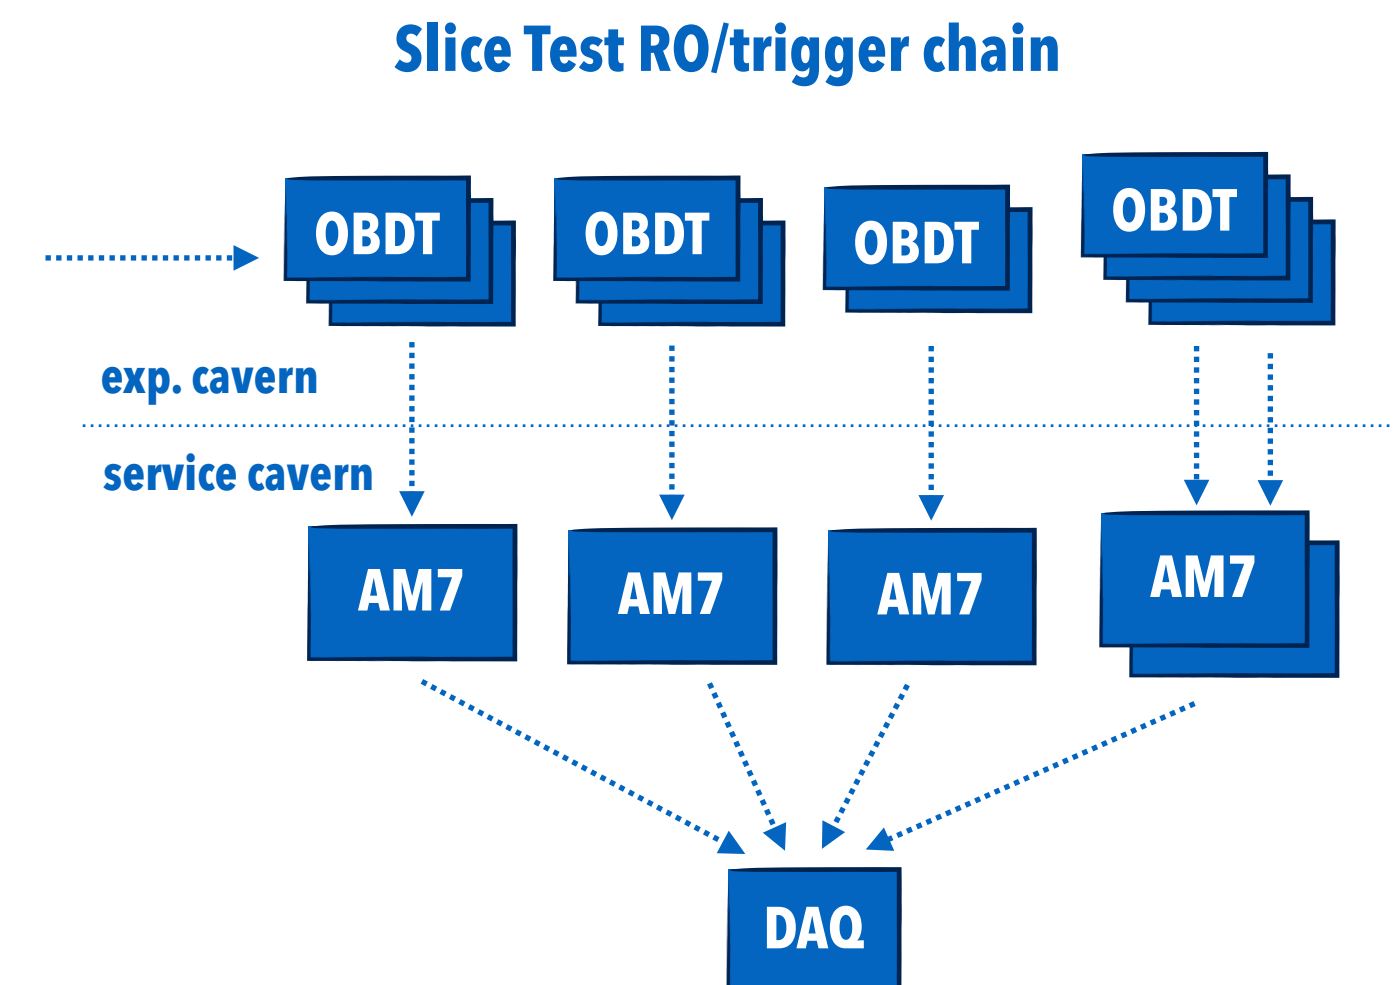 Slice Test RO/trigger chain
OBDT
OBDT
OBDT
OBDT
exp. cavern
service cavern
AM7
AM7
AM7
AM7
DAQ